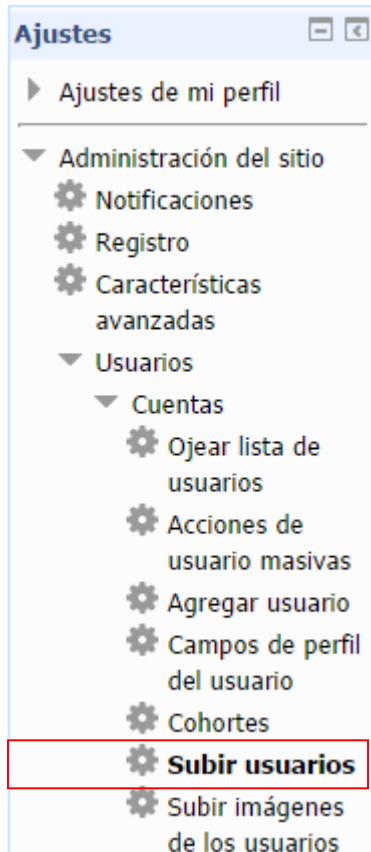 Ajustes
Ajustes de mi perfil
Administración del sitio
Notificaciones
Registro
Características
avanzadas
Usuarios
Cuentas
Ojear lista de
usuarios
Acciones de
usuario masivas
Agregar usuario
Campos de perfil
del usuario
Cohortes
Subir usuarios
Subir imágenes
de los usuarios